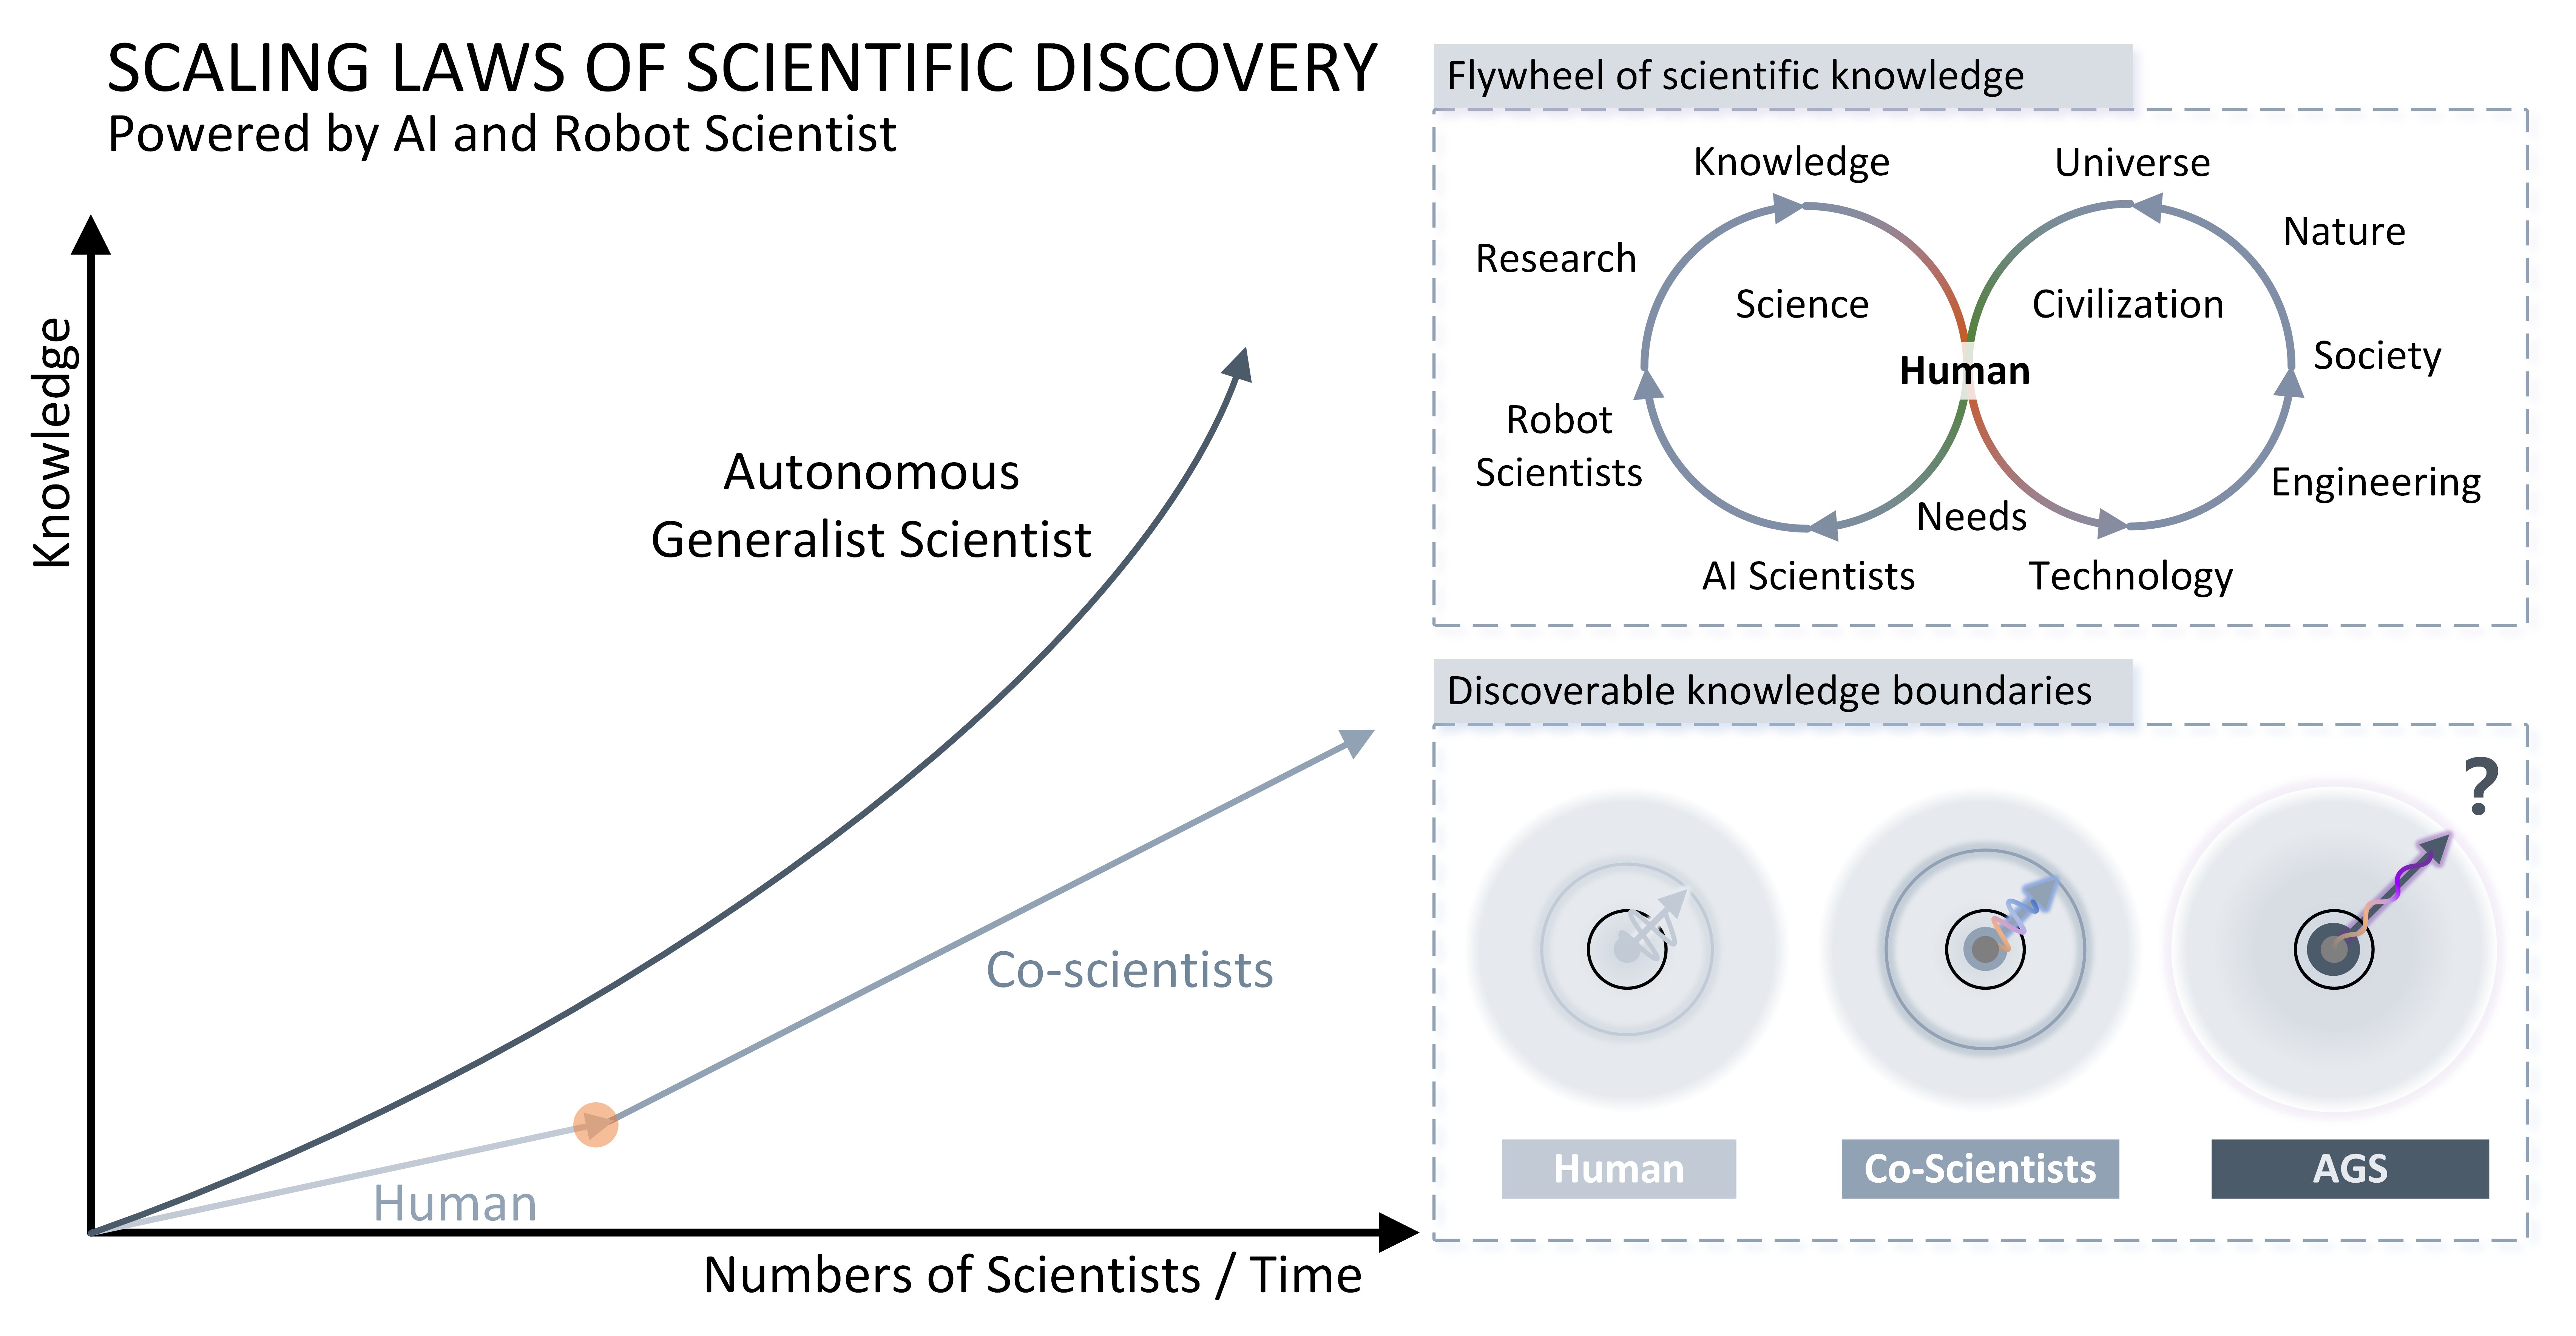 SCALING LAWS OF SCIENTIFIC DISCOVERY
Powered by AI and Robot Scientist
Knowledge
Autonomous
Generalist Scientist
Co-scientists
Human
Numbers of Scientists / Time
Flywheel of scientific knowledge
Knowledge
Universe
Research
Nature
Science
Civilization
Human
Society
Robot
Scientists
Engineering
Needs
AI Scientists
Technology
Discoverable knowledge boundaries
?
Human
Co-Scientists
AGS